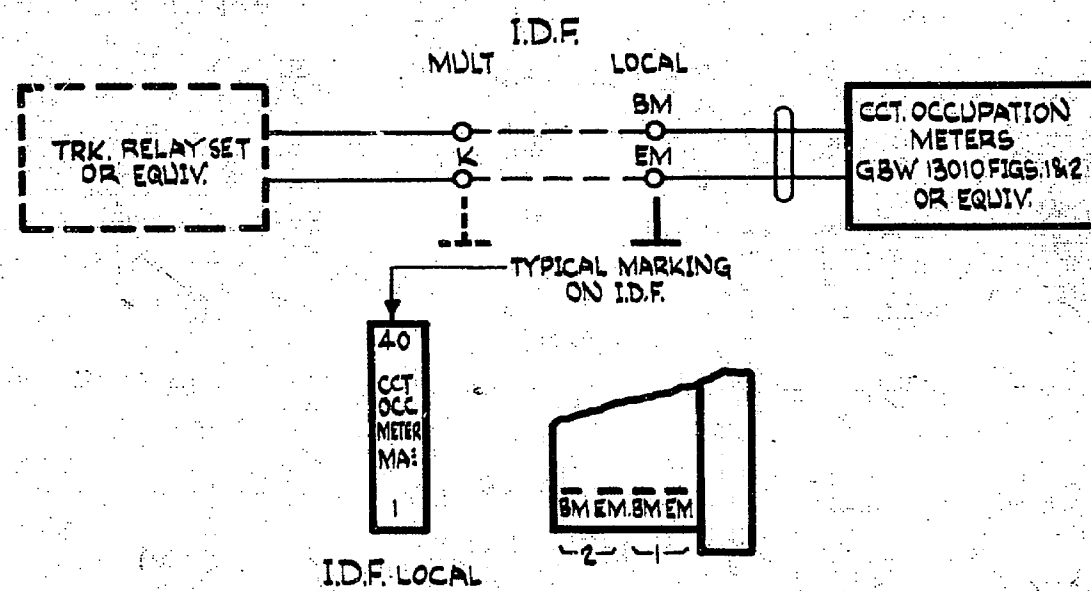 I.D.F.
MULT LOCAL
BM
K EM
TRK. RELAY SET
OR EQUIV.
CCT. OCCUPATION
METERS
GBW 13010 FIGS. 1&2
OR EQUIV.
TYPICAL MARKING
ON I.D.F.
40
CCT
OCC
METER
MA:
1
BM EM BM EM
2 1
I.D.F. LOCAL